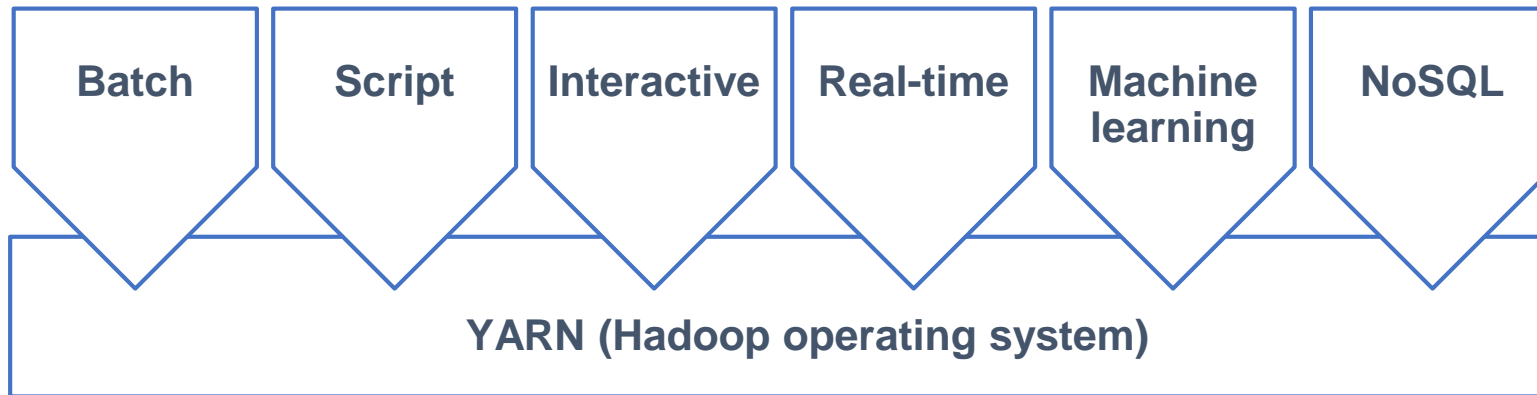 Batch
Script
Interactive
Real-time
Machine
learning
NoSQL
YARN (Hadoop operating system)